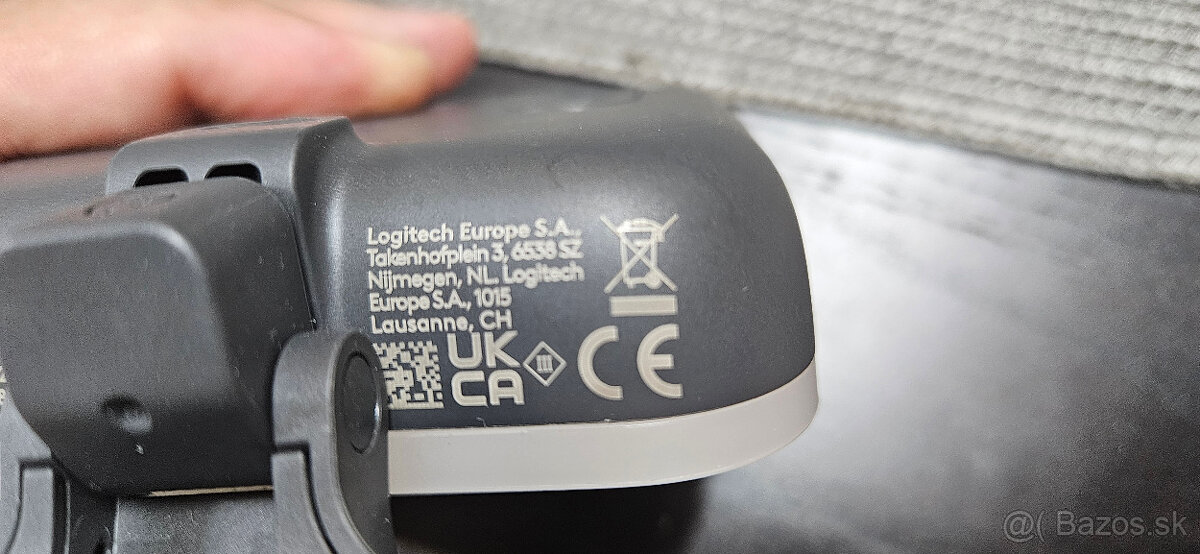 Logitech Europe S.A.,
Takenhofplein 3, 6538 SZ
Nijmegen, NL. Logitech
Europe S.A., 1015
Lausanne, CH
UK
CA
III
CE
@( Bazos.sk